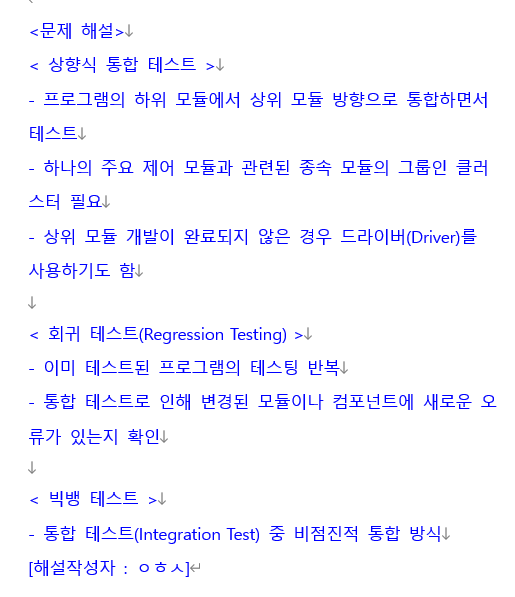 <문제 해설>↓
< 상향식 통합 테스트 >↓
- 프로그램의 하위 모듈에서 상위 모듈 방향으로 통합하면서
테스트↓
- 하나의 주요 제어 모듈과 관련된 종속 모듈의 그룹인 클러
스터 필요↓
- 상위 모듈 개발이 완료되지 않은 경우 드라이버(Driver)를
사용하기도 함↓
↓
< 회귀 테스트(Regression Testing) >↓
- 이미 테스트된 프로그램의 테스팅 반복↓
- 통합 테스트로 인해 변경된 모듈이나 컴포넌트에 새로운 오
류가 있는지 확인↓
↓
< 빅뱅 테스트 >↓
- 통합 테스트(Integration Test) 중 비점진적 통합 방식↓
[해설작성자 : ㅇㅎㅅ]↵